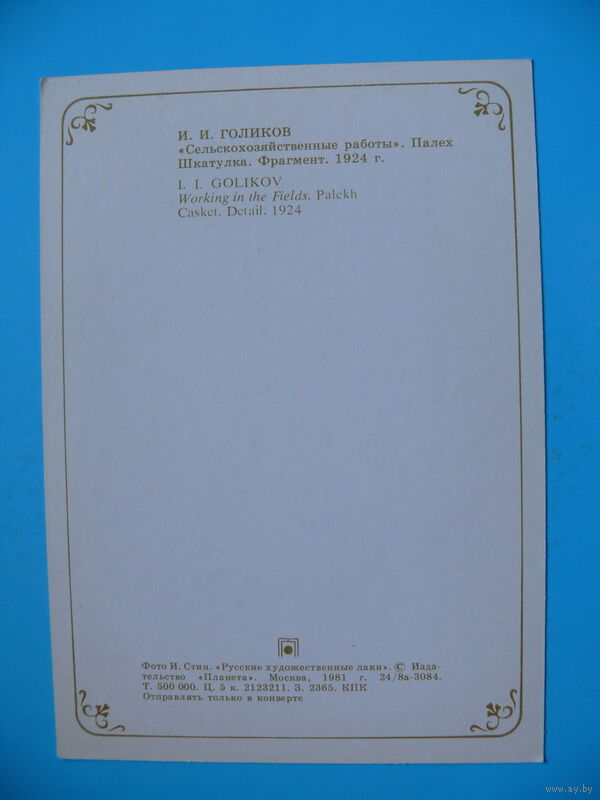 И. И. ГОЛИКОВ
«Сельскохозяйственные работы». Палех
Шкатулка. Фрагмент. 1924 г.
I. I. GOLIKOV
Working in the Fields. Palekh
Casket. Detail. 1924
Фото И. Стин. «Русские художественные лаки». © Изда-
тельство «Планета». Москва, 1981 г. 24/8а-3084.
Т. 500 000. Ц. 5 к. 2123211. З. 2365. КПК
Отправлять только в конверте
www.ay.by